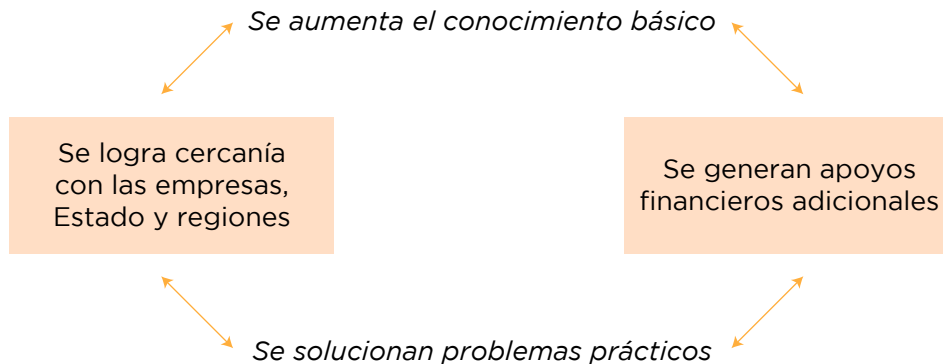 Se aumenta el conocimiento básico
Se logra cercanía
con las empresas,
Estado y regiones
Se generan apoyos
financieros adicionales
Se solucionan problemas prácticos